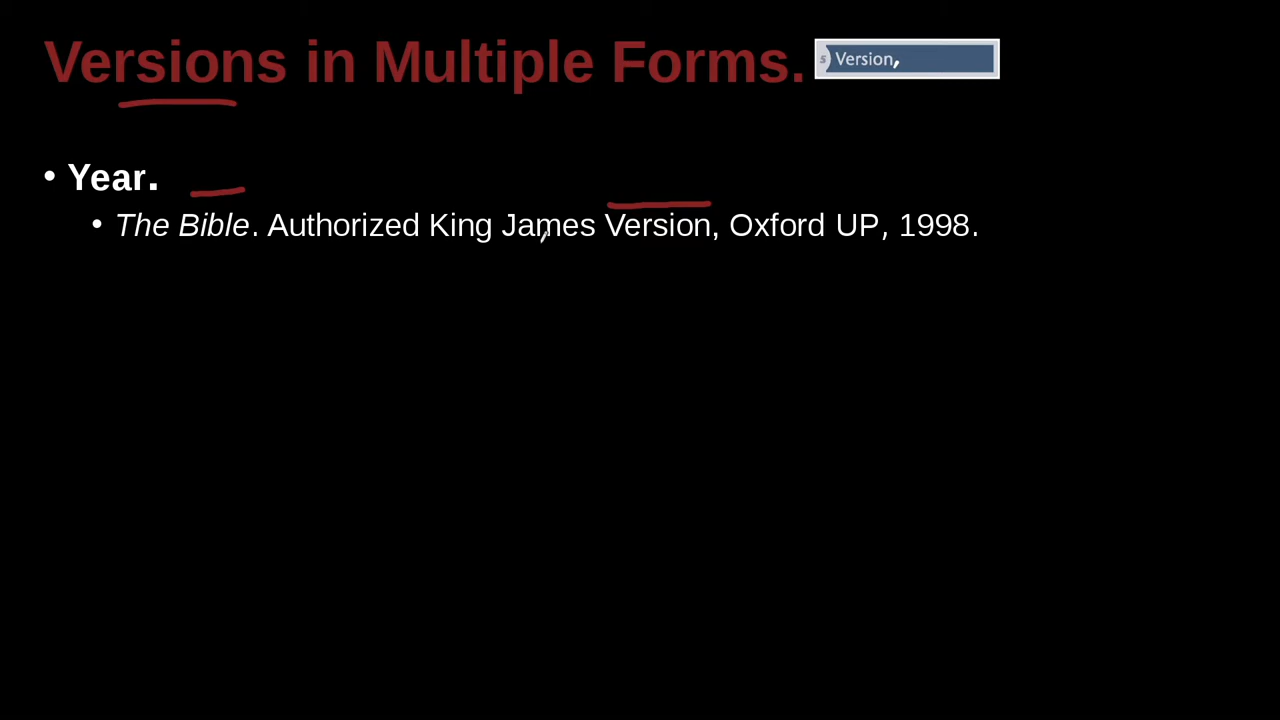 Versions in Multiple Forms.
s Version,
• Year.
• The Bible. Authorized King James Version, Oxford UP, 1998.